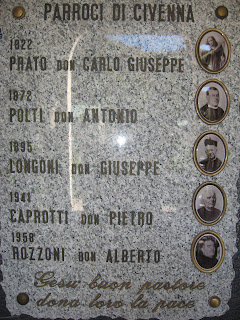 PARROCI DI CIVENNA
1822
PRATO DON CARLO GIUSEPPE
1872
POLTI DON ANTONIO
1895
LONGONI DON GIUSEPPE
1941
CAPROTTI DON PIETRO
1958
ROZZONI DON ALBERTO
Gesù buon pastore
dona loro la pace